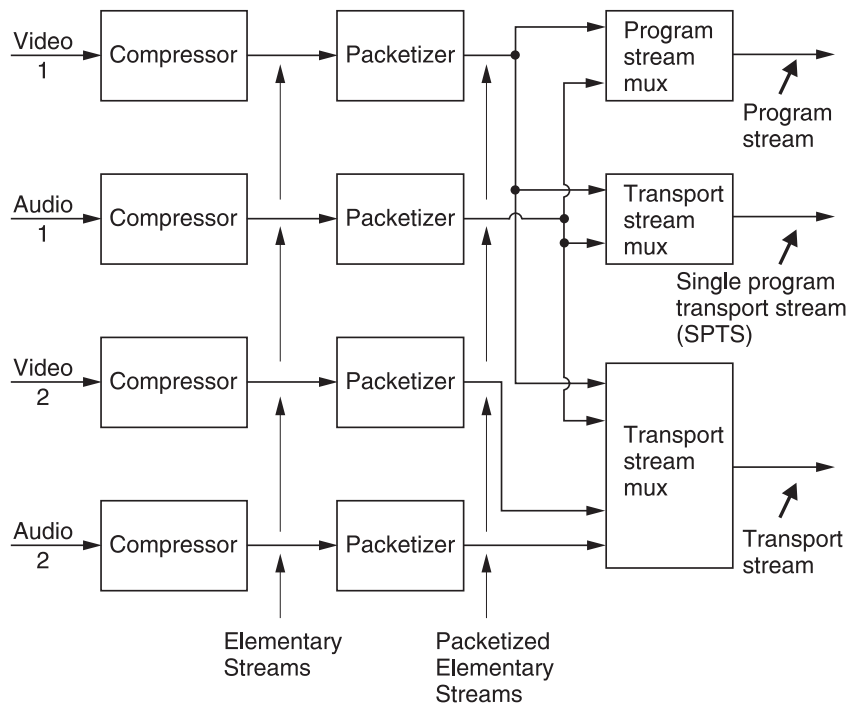 Video
1
Compressor
Packetizer
Program
stream
mux
Program
stream
Audio
1
Compressor
Packetizer
Transport
stream
mux
Single program
transport stream
(SPTS)
Video
2
Compressor
Packetizer
Transport
stream
mux
Transport
stream
Audio
2
Compressor
Packetizer
Elementary
Streams
Packetized
Elementary
Streams